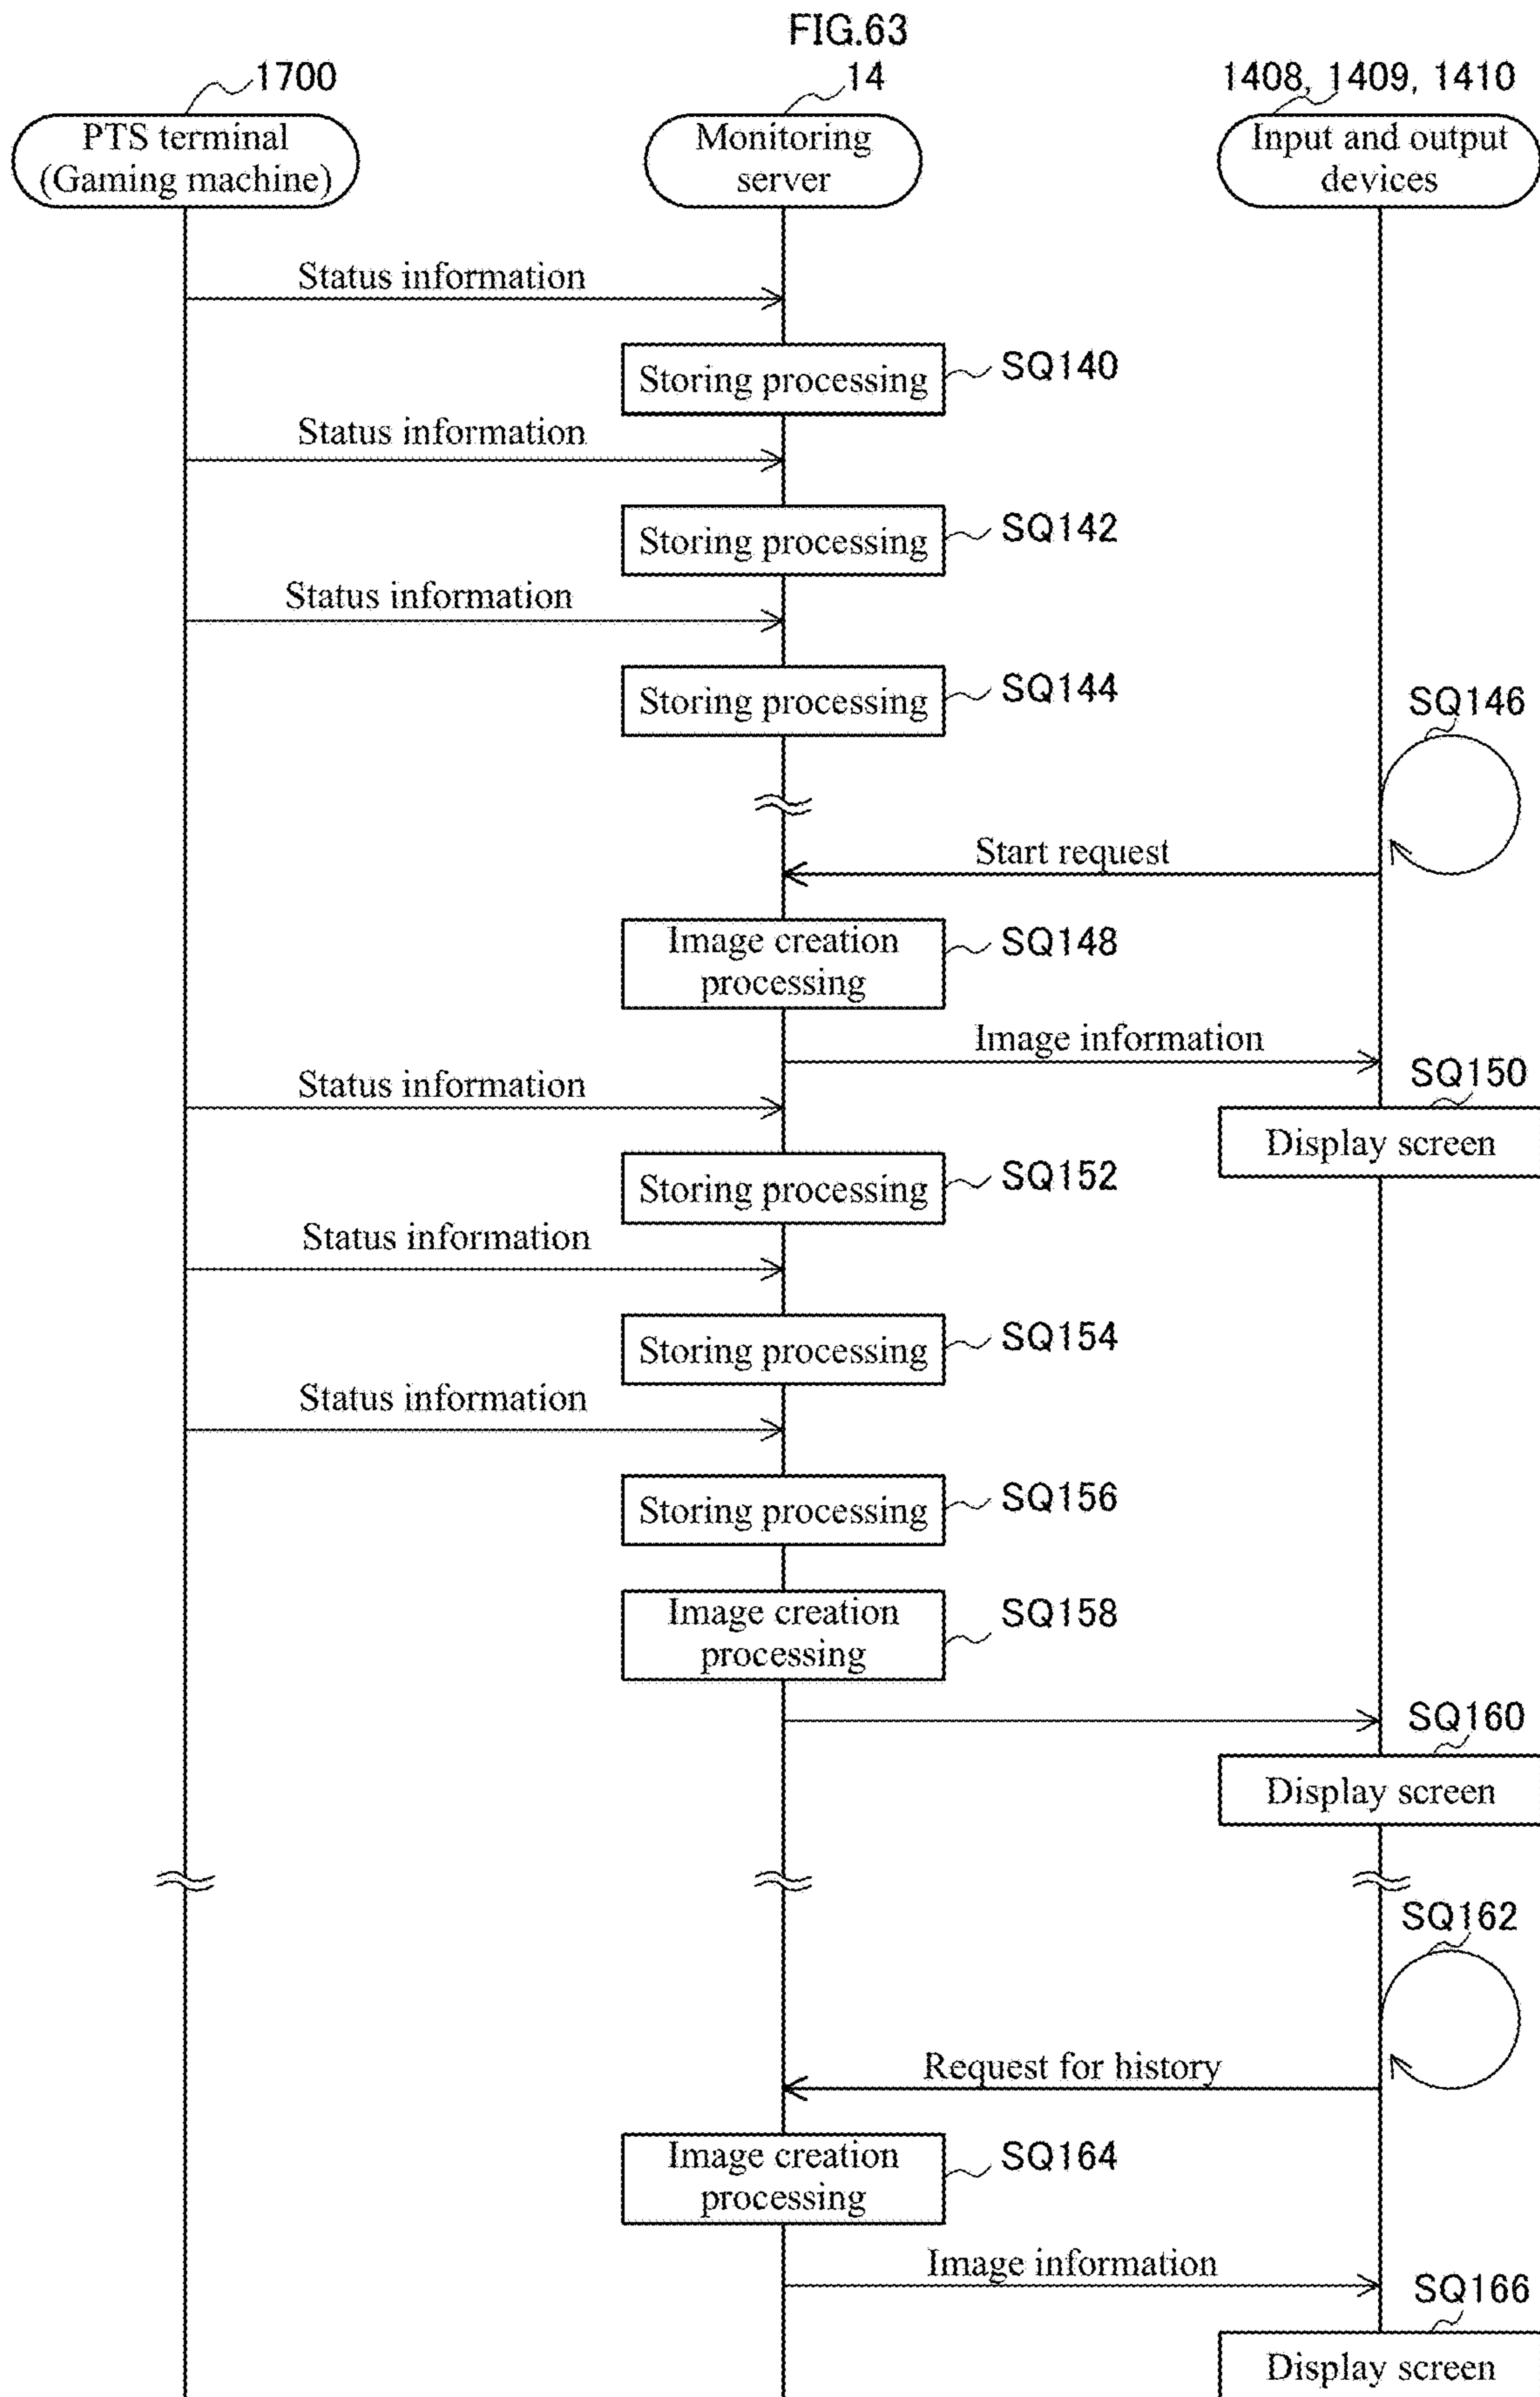 FIG.63
1700
14
1408, 1409, 1410
PTS terminal
(Gaming machine)
Monitoring
server
Input and output
devices
Status information
Storing processing
SQ140
Status information
Storing processing
SQ142
Status information
Storing processing
SQ144
SQ146
Start request
Image creation
processing
SQ148
Image information
Status information
SQ150
Display screen
Storing processing
SQ152
Status information
Storing processing
SQ154
Status information
Storing processing
SQ156
Image creation
processing
SQ158
SQ160
Display screen
SQ162
Request for history
Image creation
processing
SQ164
Image information
SQ166
Display screen